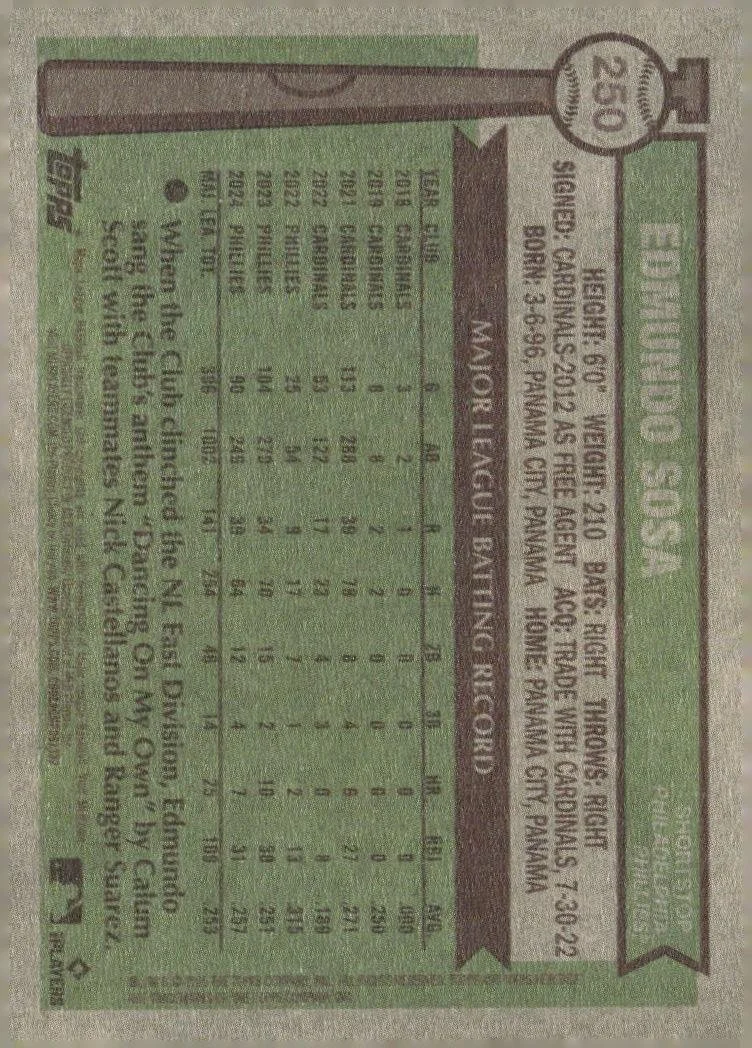 250
EDMUNDO SOSA
SHORTSTOP
PHILADELPHIA
PHILLIES
HEIGHT: 6'0" WEIGHT: 210 BATS: RIGHT THROWS: RIGHT
SIGNED: CARDINALS-2012 AS FREE AGENT ACQ: TRADE WITH CARDINALS, 7-30-22
BORN: 3-6-96, PANAMA CITY, PANAMA HOME: PANAMA CITY, PANAMA
MAJOR LEAGUE BATTING RECORD
YEAR CLUB G AB R H 2B 3B HR RBI AVG.
2018 CARDINALS 3 2 1 0 0 0 0 0 .000
2019 CARDINALS 8 8 2 2 0 0 0 0 .250
2021 CARDINALS 113 288 39 78 8 4 6 27 .271
2022 CARDINALS 53 122 17 23 4 3 0 8 .189
2022 PHILLIES 25 54 9 17 7 1 2 13 .315
2023 PHILLIES 104 279 34 70 15 2 10 30 .251
2024 PHILLIES 90 249 39 64 12 4 7 31 .257
MAJ. LEA. TOT. 396 1002 141 254 46 14 25 109 .253
When the Club clinched the NL East Division, Edmundo
sang the Club's anthem "Dancing On My Own" by Calum
Scott with teammates Nick Castellanos and Ranger Suarez.
TOPPS
PLAYERS